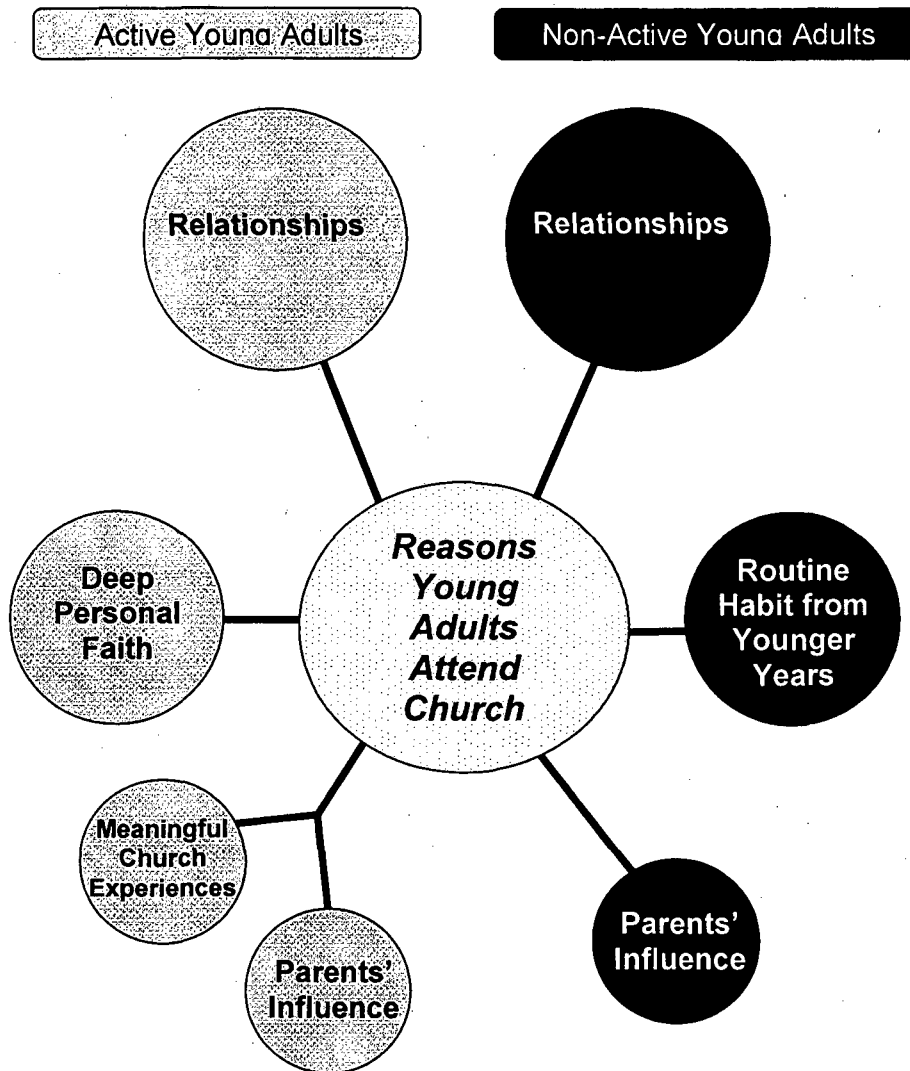 Active Young Adults
Non-Active Young Adults
Relationships
Relationships
Reasons
Young
Adults
Attend
Church
Deep
Personal
Faith
Routine
Habit from
Younger
Years
Meaningful
Church
Experiences
Parents'
Influence
Parents'
Influence